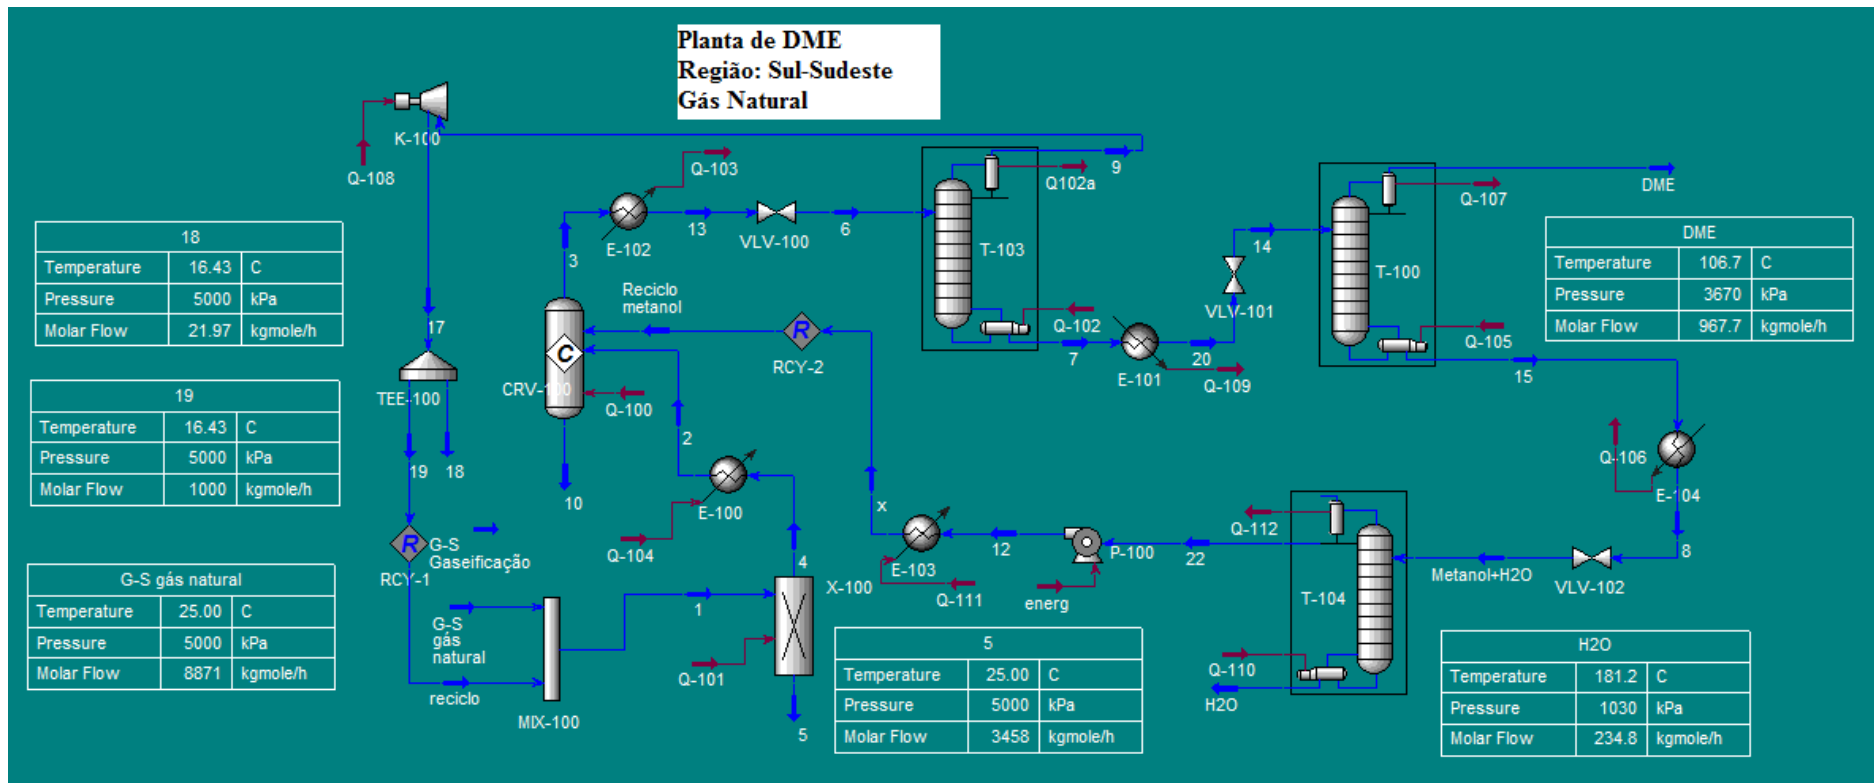 Planta de DME
Região: Sul-Sudeste
Gás Natural
K-100
Q-108
Q-103
E-102
13
VLV-100
6
3
9
Q102a
T-103
Q-102
7
E-101
20
Q-109
VLV-101
14
DME
Q-107
T-100
Q-105
15
18
Temperature 16.43 C
Pressure 5000 kPa
Molar Flow 21.97 kgmole/h
DME
Temperature 106.7 C
Pressure 3670 kPa
Molar Flow 967.7 kgmole/h
17
TEE-100
19
18
Reciclo
metanol
RCY-2
CRV-100
C
R
Q-100
2
10
E-100
Q-104
19
Temperature 16.43 C
Pressure 5000 kPa
Molar Flow 1000 kgmole/h
R
RCY-1
G-S
Gaseificação
G-S
gás
natural
reciclo
MIX-100
1
4
X-100
Q-101
5
x
E-103
Q-111
12
P-100
energ
22
Q-112
T-104
Q-110
H2O
Metanol+H2O
VLV-102
8
E-104
Q-106
G-S gás natural
Temperature 25.00 C
Pressure 5000 kPa
Molar Flow 8871 kgmole/h
5
Temperature 25.00 C
Pressure 5000 kPa
Molar Flow 3458 kgmole/h
H2O
Temperature 181.2 C
Pressure 1030 kPa
Molar Flow 234.8 kgmole/h